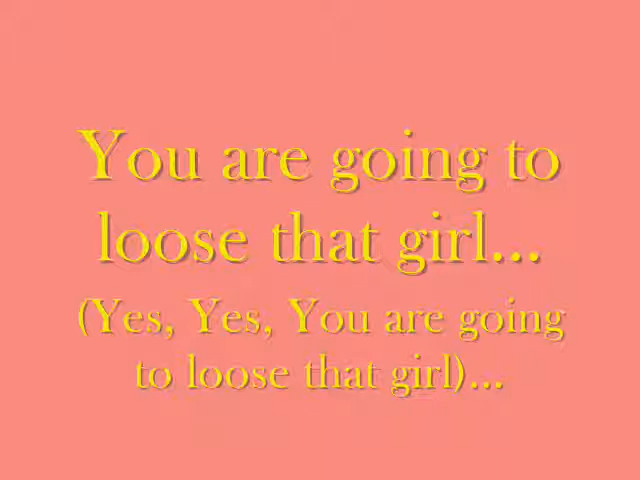 You are going to
loose that girl...
(Yes, Yes, You are going
to loose that girl)...